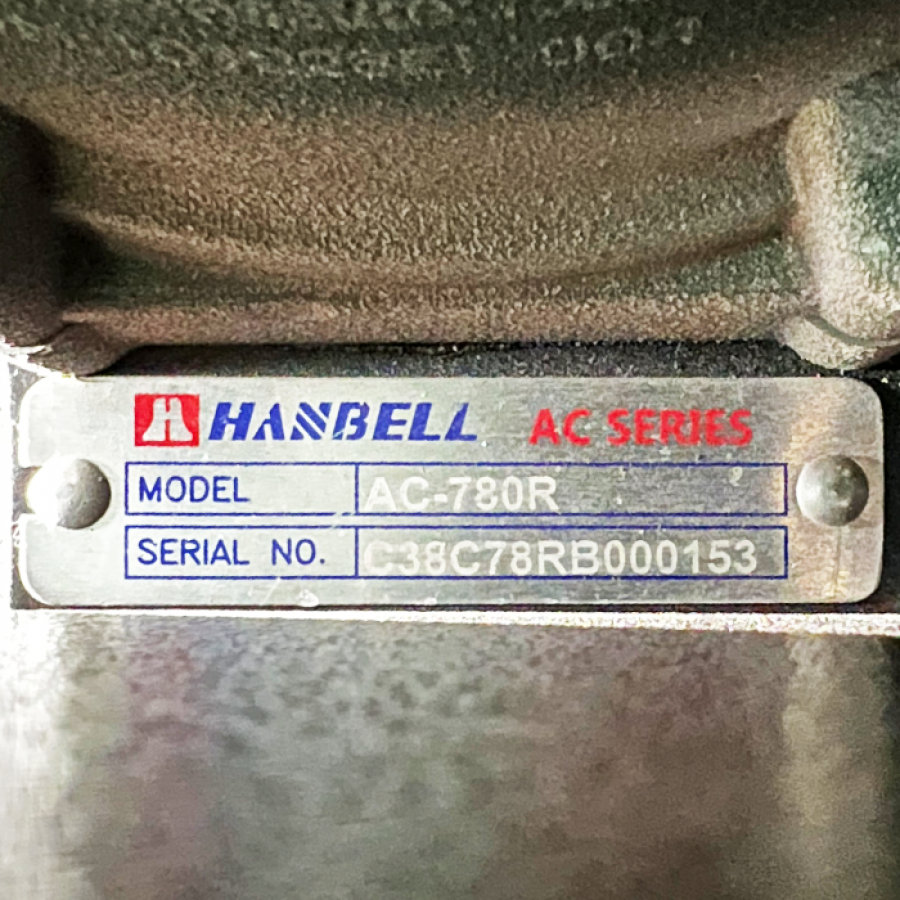 HANBELL AC SERIES
MODEL AC-780R
SERIAL NO. C38C78RB000153